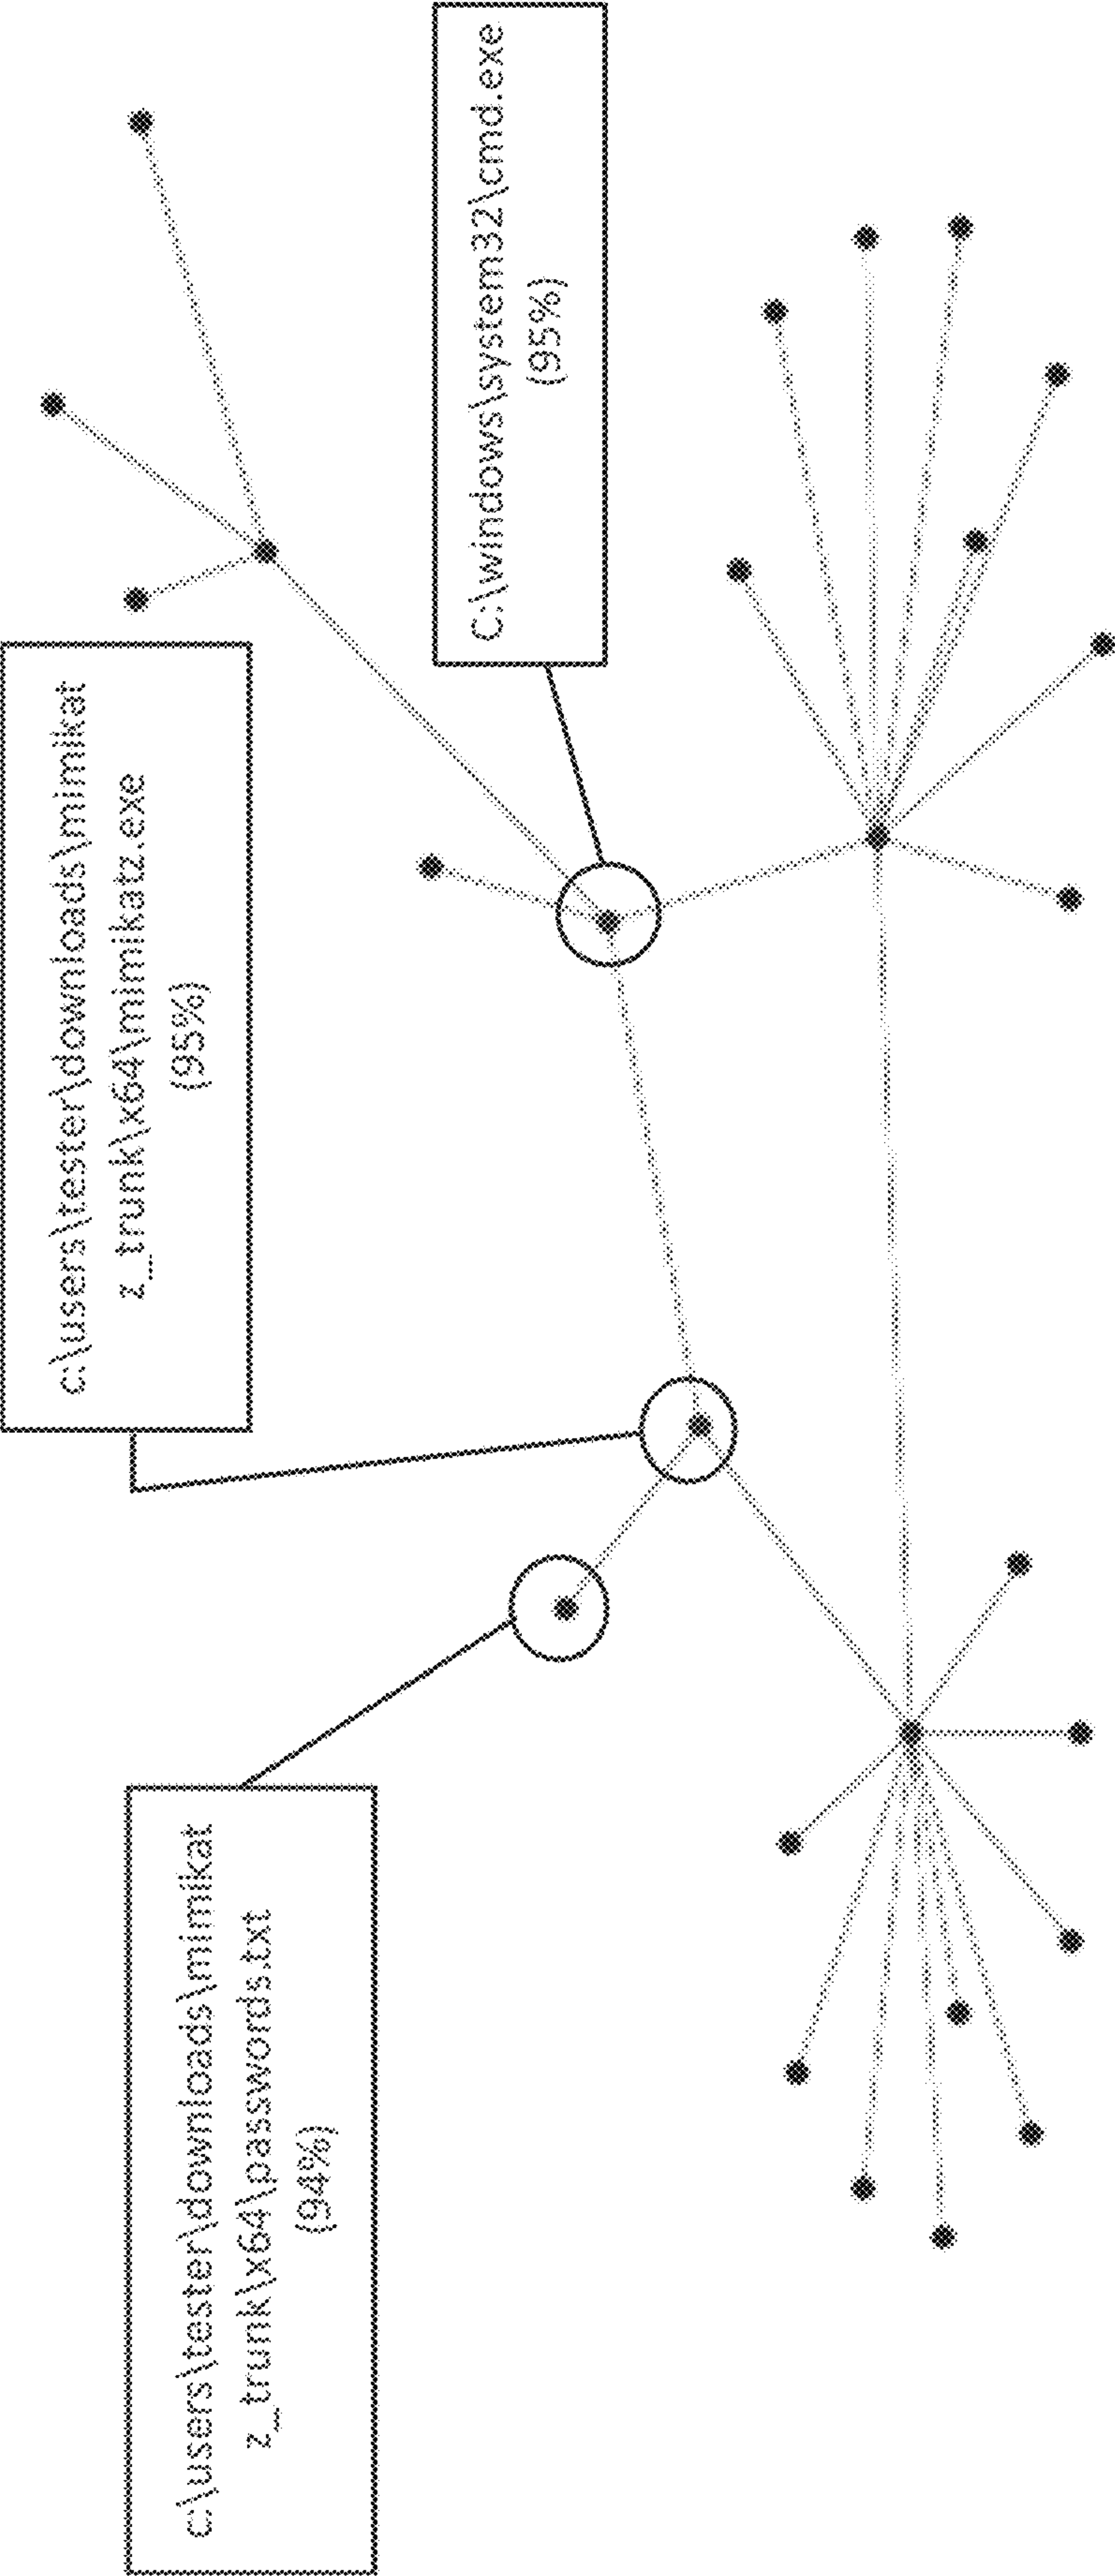 c:\users\tester\downloads\mimikat
z_trunk\x64\passwords.txt
(94%)
c:\users\tester\downloads\mimikat
z_trunk\x64\mimikatz.exe
(95%)
C:\windows\system32\cmd.exe
(95%)